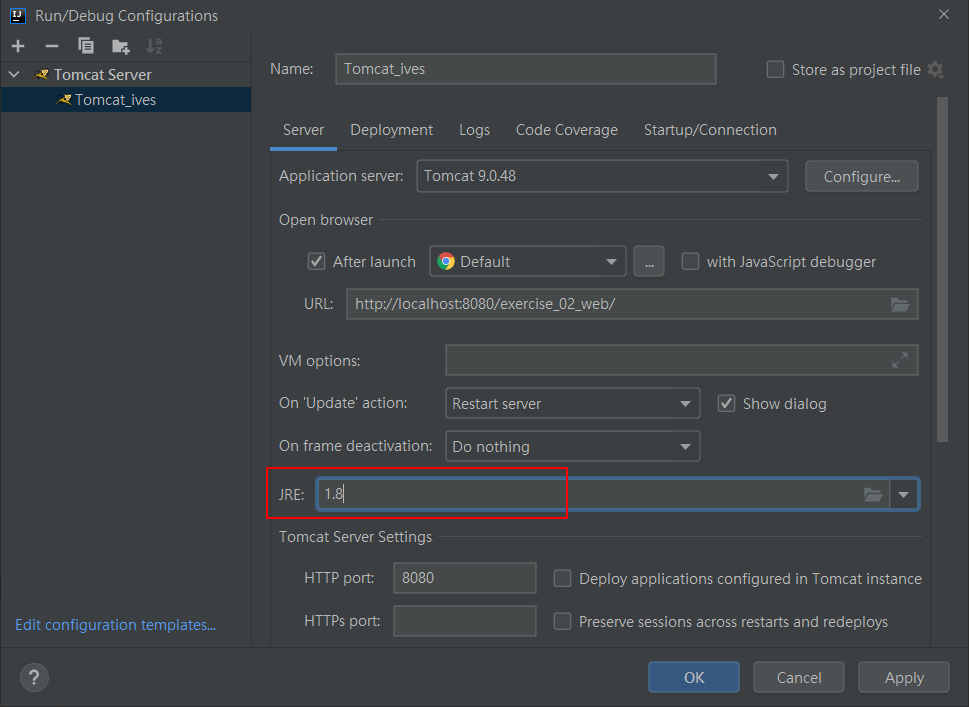 Run/Debug Configurations
Tomcat Server
Tomcat_ives
Edit configuration templates...
Name: Tomcat_ives Store as project file
Server Deployment Logs Code Coverage Startup/Connection
Application server: Tomcat 9.0.48 Configure...
Open browser
After launch Default ... with JavaScript debugger
URL: http://localhost:8080/exercise_02_web/
VM options:
On 'Update' action: Restart server Show dialog
On frame deactivation: Do nothing
JRE: 1.8
Tomcat Server Settings
HTTP port: 8080 Deploy applications configured in Tomcat instance
HTTPs port: Preserve sessions across restarts and redeploys
? OK Cancel Apply